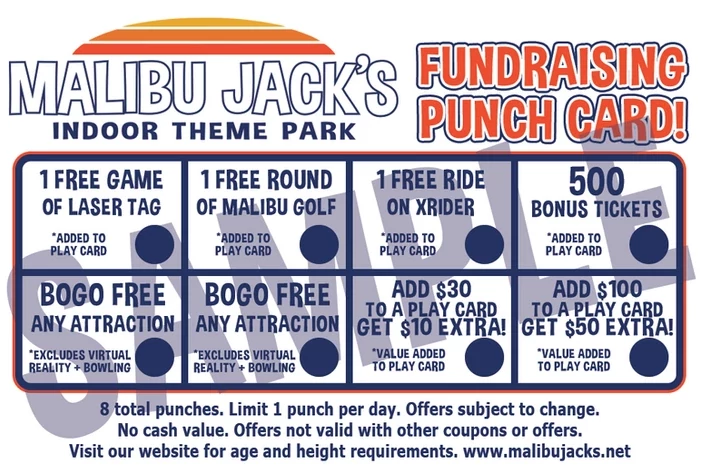 MALIBU JACK'S
INDOOR THEME PARK
FUNDRAISING
PUNCH CARD!
1 FREE GAME
OF LASER TAG
*ADDED TO
PLAY CARD
1 FREE ROUND
OF MALIBU GOLF
*ADDED TO
PLAY CARD
1 FREE RIDE
ON XRIDER
*ADDED TO
PLAY CARD
500
BONUS TICKETS
*ADDED TO
PLAY CARD
BOGO FREE
ANY ATTRACTION
*EXCLUDES VIRTUAL
REALITY + BOWLING
BOGO FREE
ANY ATTRACTION
*EXCLUDES VIRTUAL
REALITY + BOWLING
ADD $30
TO A PLAY CARD
GET $10 EXTRA!
*VALUE ADDED
TO PLAY CARD
ADD $100
TO A PLAY CARD
GET $50 EXTRA!
*VALUE ADDED
TO PLAY CARD
SAMPLE
8 total punches. Limit 1 punch per day. Offers subject to change.
No cash value. Offers not valid with other coupons or offers.
Visit our website for age and height requirements. www.malibujacks.net